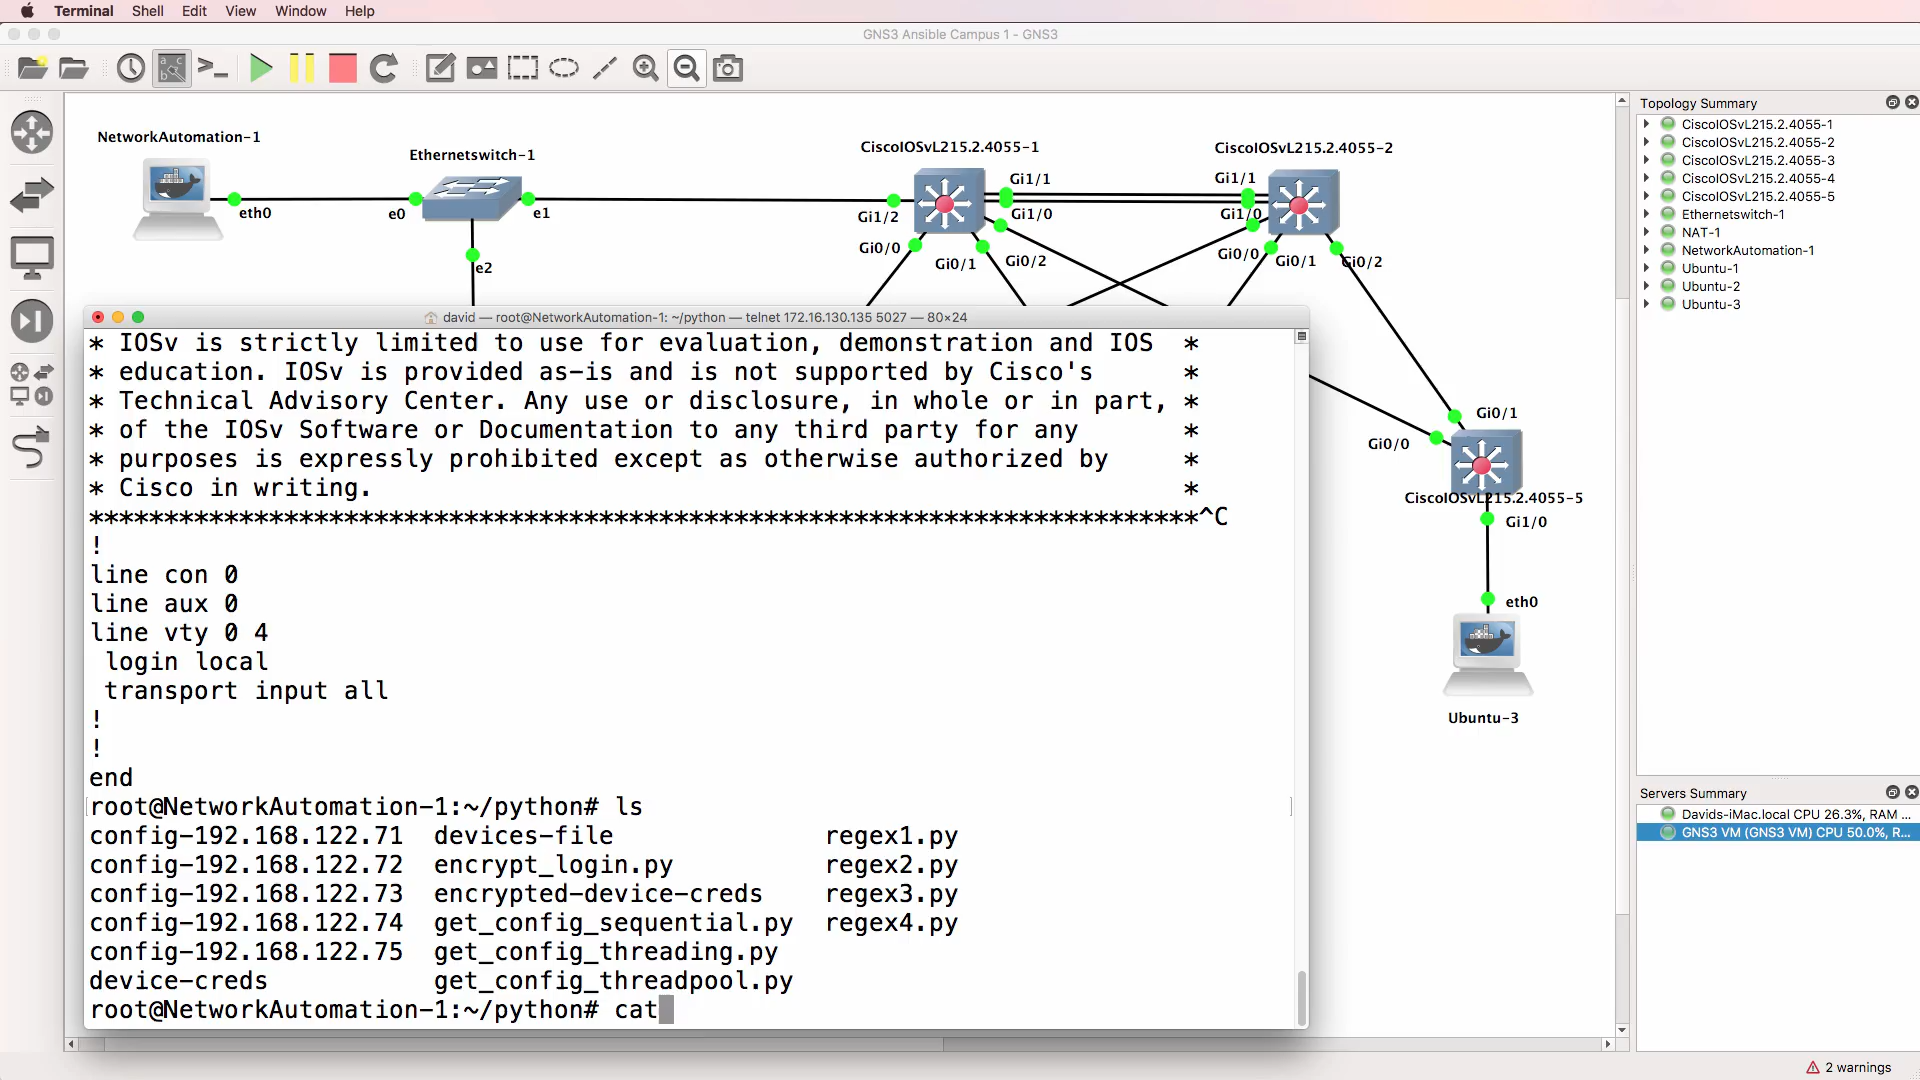 Terminal Shell Edit View Window Help
GNS3 Ansible Campus 1 - GNS3
NetworkAutomation-1
eth0
Ethernetswitch-1
e0
e1
e2
CiscoIOSvL215.2.4055-1
Gi1/1
Gi1/2
Gi1/0
Gi0/0
Gi0/1
Gi0/2
CiscoIOSvL215.2.4055-2
Gi1/1
Gi1/0
Gi0/0
Gi0/1
Gi0/2
Gi0/1
Gi0/0
CiscoIOSvL215.2.4055-5
Gi1/0
eth0
Ubuntu-3
david — root@NetworkAutomation-1: ~/python — telnet 172.16.130.135 5027 — 80×24
* IOSv is strictly limited to use for evaluation, demonstration and IOS *
* education. IOSv is provided as-is and is not supported by Cisco's *
* Technical Advisory Center. Any use or disclosure, in whole or in part, *
* of the IOSv Software or Documentation to any third party for any *
* purposes is expressly prohibited except as otherwise authorized by *
* Cisco in writing. *
**************************************************************************^C
!
line con 0
line aux 0
line vty 0 4
login local
transport input all
!
!
end
root@NetworkAutomation-1:~/python# ls
config-192.168.122.71 devices-file regex1.py
config-192.168.122.72 encrypt_login.py regex2.py
config-192.168.122.73 encrypted-device-creds regex3.py
config-192.168.122.74 get_config_sequential.py regex4.py
config-192.168.122.75 get_config_threading.py
device-creds get_config_threadpool.py
root@NetworkAutomation-1:~/python# cat
Topology Summary
CiscoIOSvL215.2.4055-1
CiscoIOSvL215.2.4055-2
CiscoIOSvL215.2.4055-3
CiscoIOSvL215.2.4055-4
CiscoIOSvL215.2.4055-5
Ethernetswitch-1
NAT-1
NetworkAutomation-1
Ubuntu-1
Ubuntu-2
Ubuntu-3
Servers Summary
Davids-iMac.local CPU 26.3%, RAM ...
GNS3 VM (GNS3 VM) CPU 50.0%, R...
2 warnings